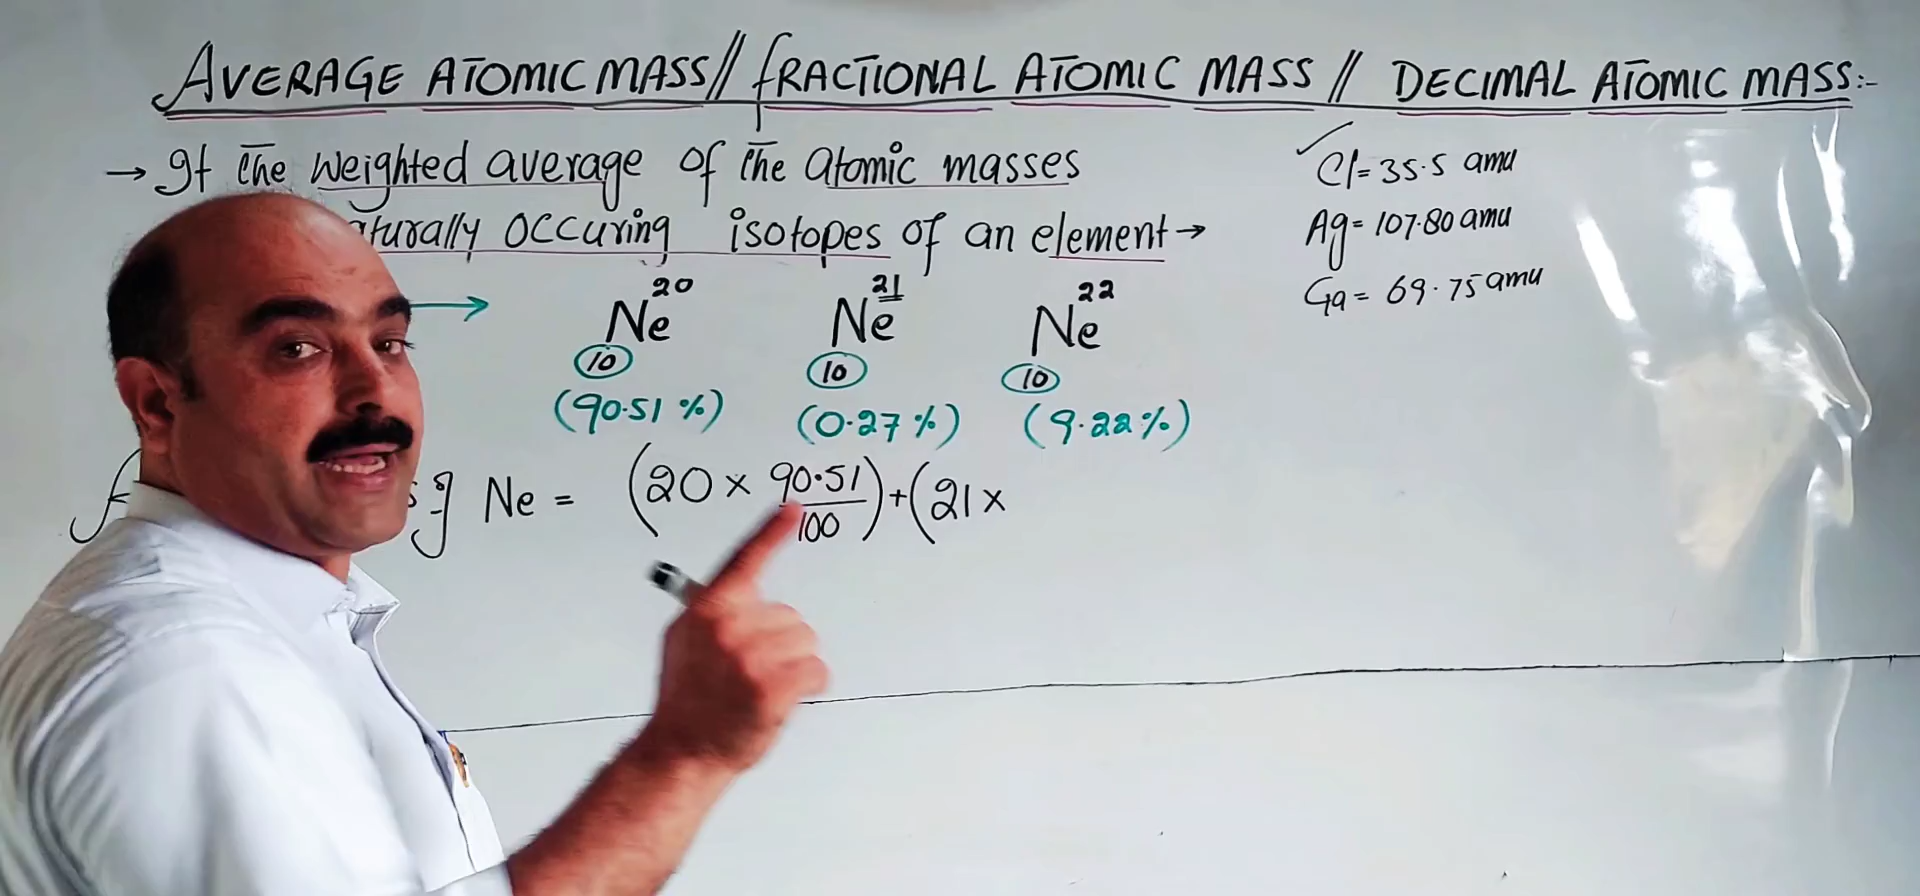 AVERAGE ATOMIC MASS// fRACTIONAL ATOMIC MASS // DECIMAL ATOMIC MASS:-
→ It the weighted average of the atomic masses
aturally occuring isotopes of an element →
Cl = 35.5 amu
Ag = 107.80 amu
Ga = 69.75 amu
→ Ne 20 Ne 21 Ne 22
10 10 10
(90.51 %) (0.27 %) (9.22 %)
Ne = (20 × 90.51/100) + (21 ×